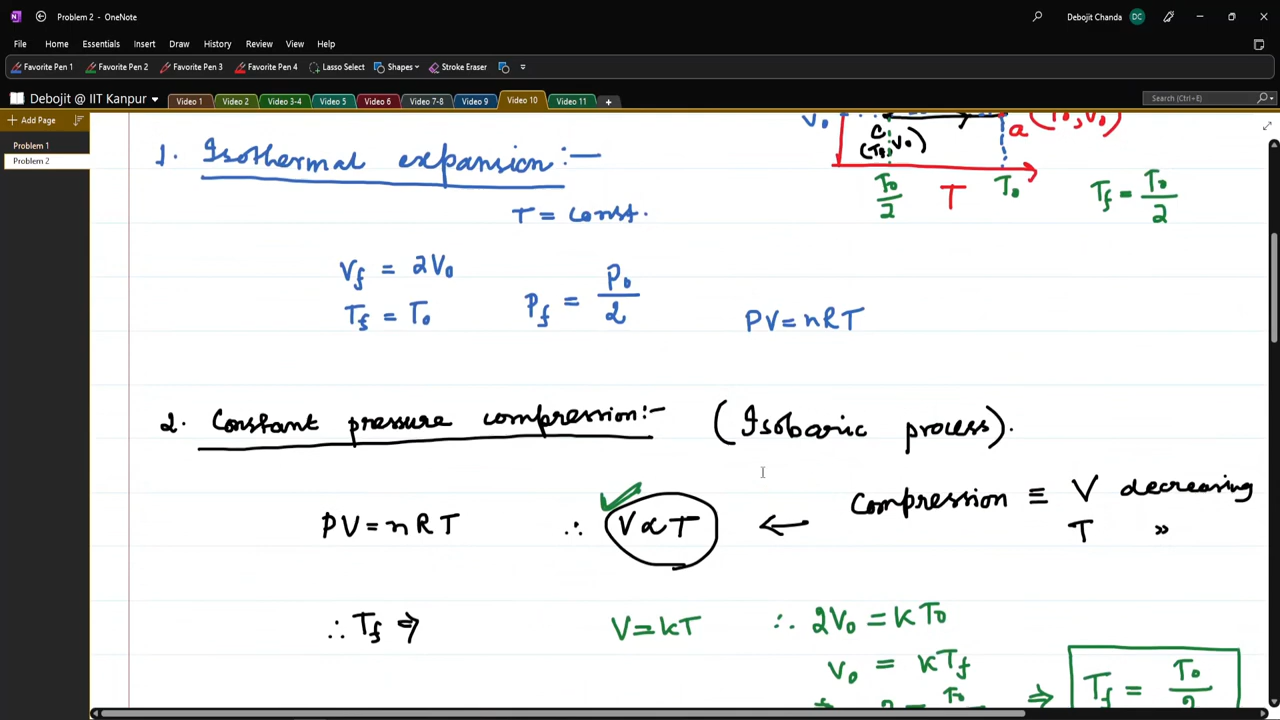 Problem 2 - OneNote
Debojit Chanda DC
File Home Essentials Insert Draw History Review View Help
Favorite Pen 1 Favorite Pen 2 Favorite Pen 3 Favorite Pen 4 Lasso Select Shapes Stroke Eraser
Debojit @ IIT Kanpur Video 1 Video 2 Video 3-4 Video 5 Video 6 Video 7-8 Video 9 Video 10 Video 11 + Search (Ctrl+E)
+ Add Page
Problem 1
Problem 2
V₀ c a (T₀, V₀)
(Tf, V₀)
T₀/2 T T₀ Tf = T₀/2
1. Isothermal expansion:—
T = const.
Vf = 2V₀
Tf = T₀ Pf = P₀/2 PV = nRT
2. Constant pressure compression:- (Isobaric process).
Compression ≡ V decreasing
PV = nRT ∴ V ∝ T ← T "
∴ Tf ⇒ V = kT ∴ 2V₀ = kT₀
V₀ = kTf
⇒ Tf = T₀/2